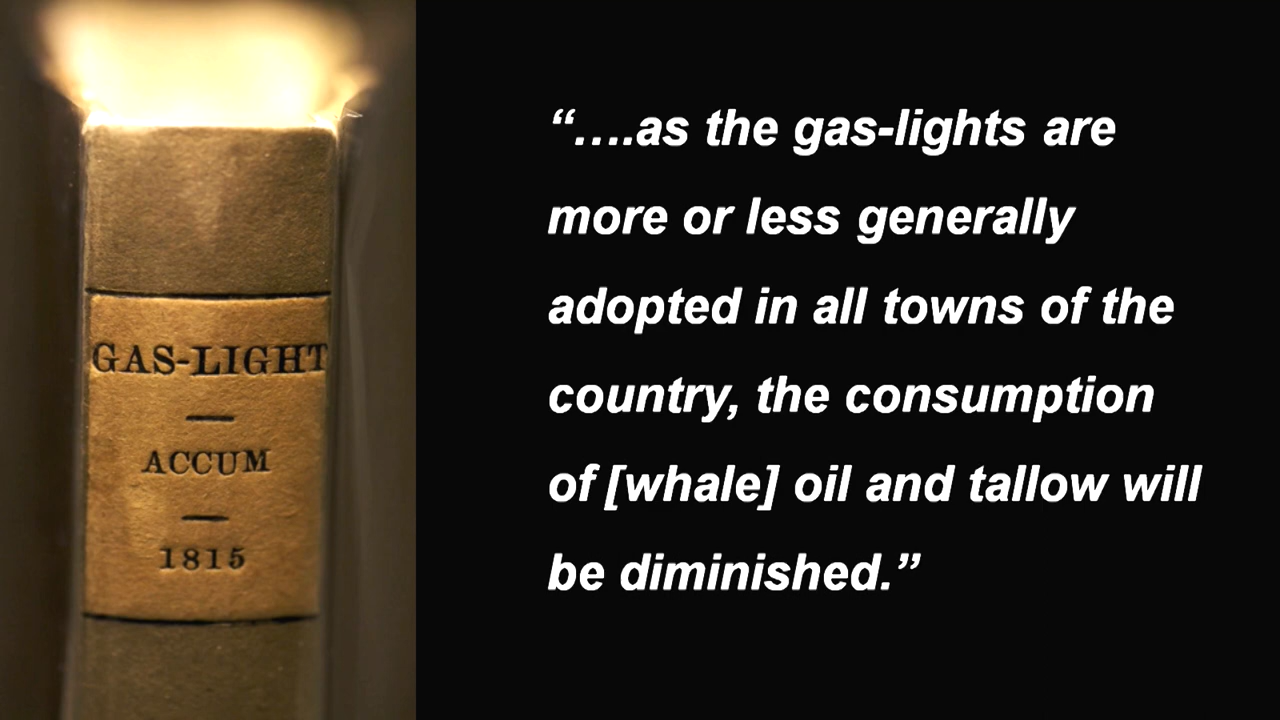 GAS-LIGHT
ACCUM
1815
“….as the gas-lights are
more or less generally
adopted in all towns of the
country, the consumption
of [whale] oil and tallow will
be diminished.”